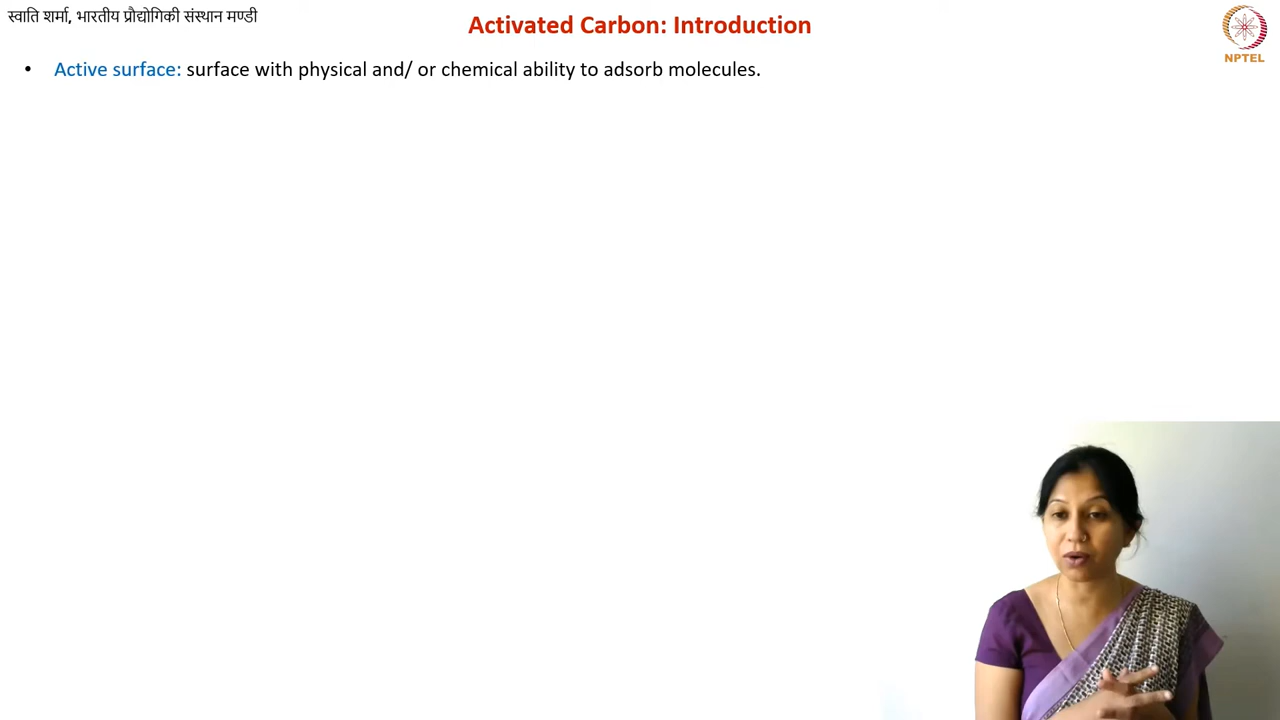 स्वाति शर्मा, भारतीय प्रौद्योगिकी संस्थान मण्डी
Activated Carbon: Introduction
NPTEL
• Active surface: surface with physical and/ or chemical ability to adsorb molecules.